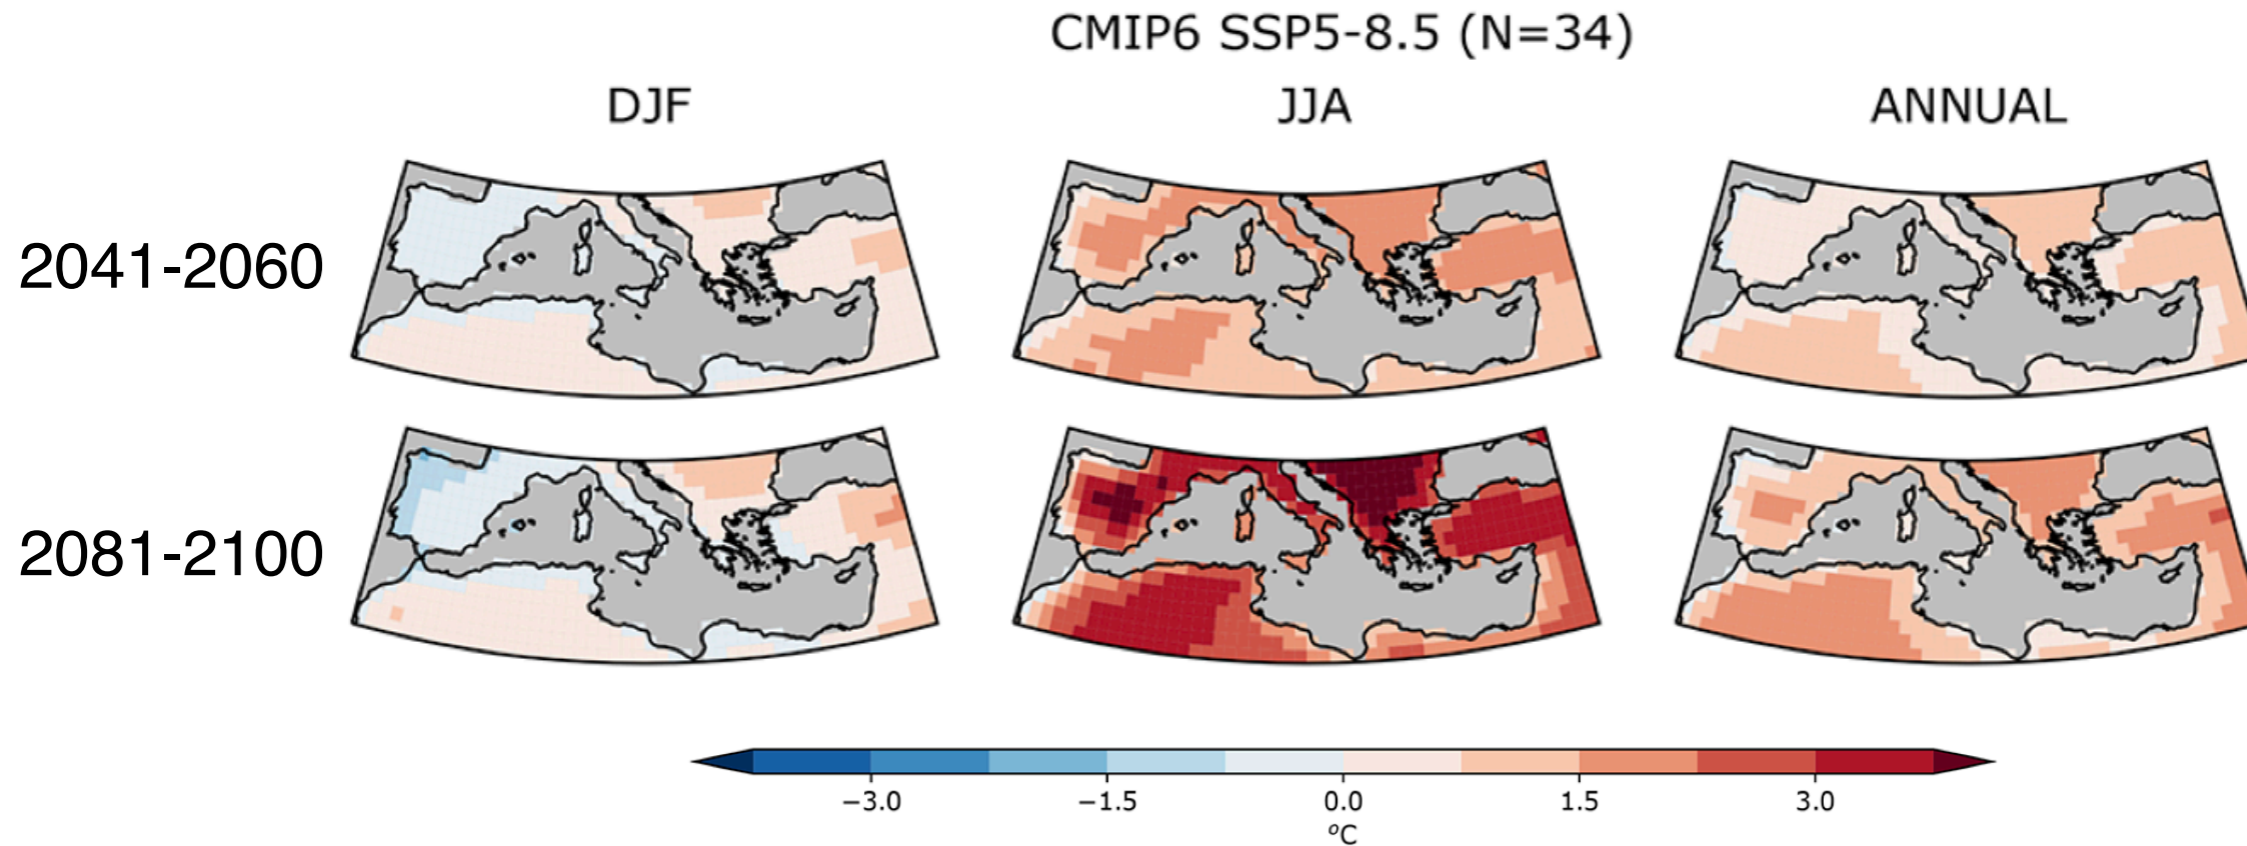 CMIP6 SSP5-8.5 (N=34)
DJF JJA ANNUAL
2041-2060
2081-2100
−3.0 −1.5 0.0 1.5 3.0
°C